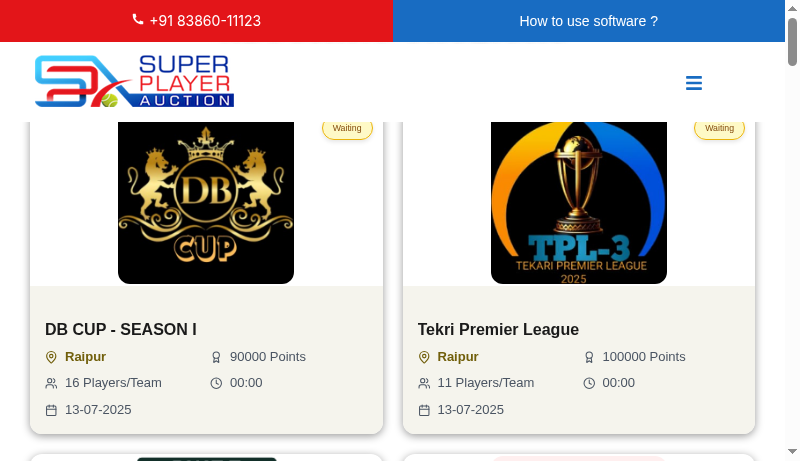 +91 83860-11123
How to use software ?
SUPER
PLAYER
AUCTION
Waiting
Waiting
DB
CUP
TPL-3
TEKARI PREMIER LEAGUE
2025
DB CUP - SEASON I
Raipur
90000 Points
16 Players/Team
00:00
13-07-2025
Tekri Premier League
Raipur
100000 Points
11 Players/Team
00:00
13-07-2025